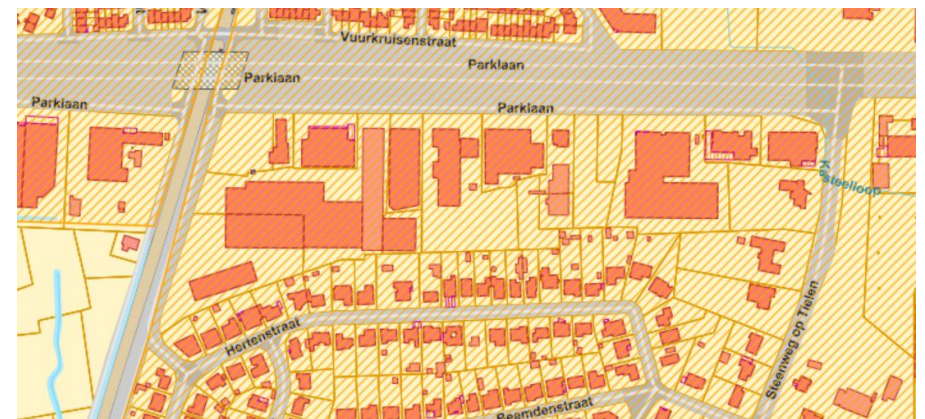 Vuurkruisenstraat
Parklaan
Parklaan
Parklaan
Parklaan
Kasteelloop
Hertenstraat
Steenweg op Tielen
Beemdenstraat